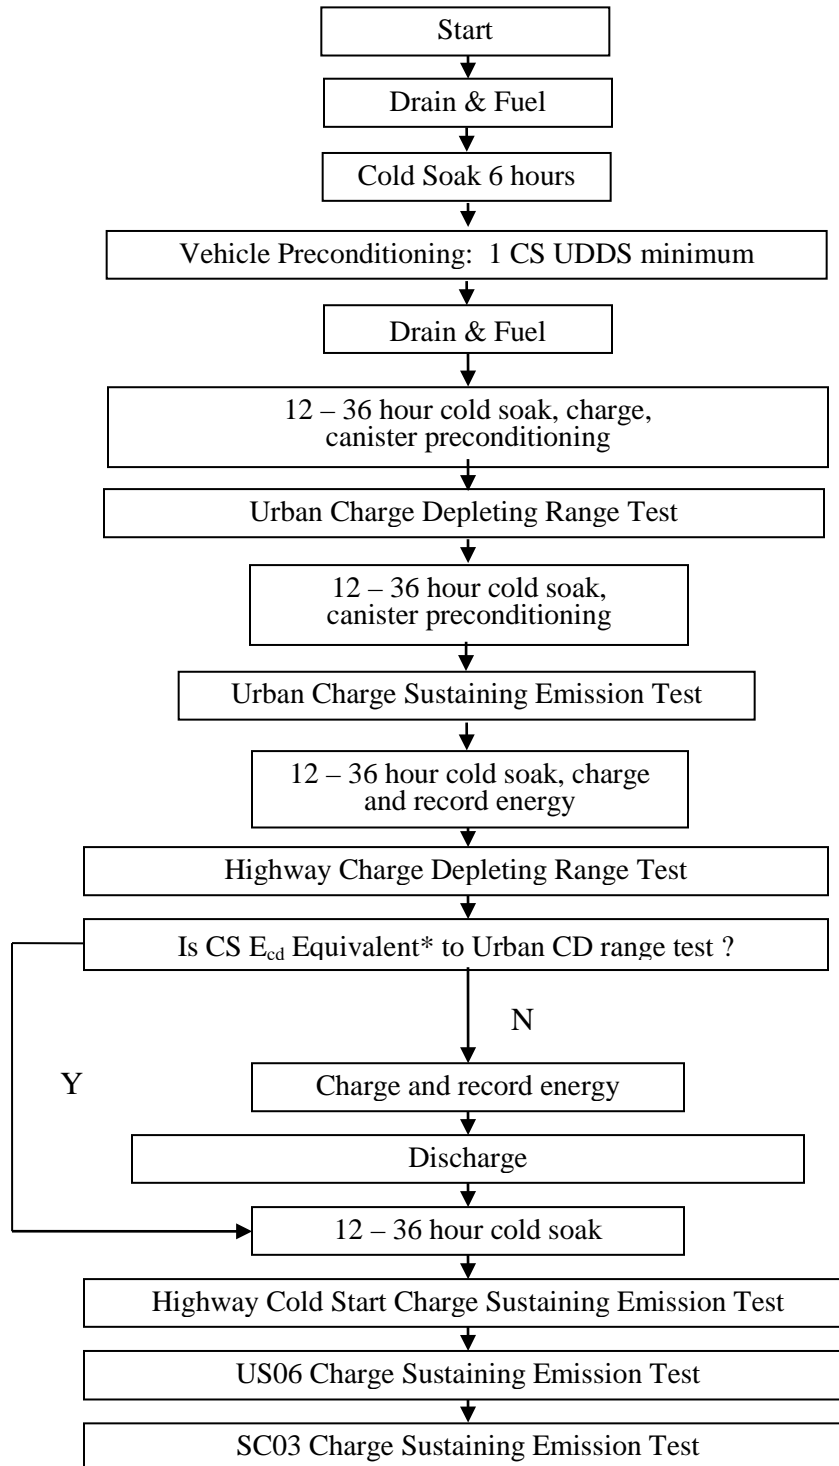 Start
Drain & Fuel
Cold Soak 6 hours
Vehicle Preconditioning:  1 CS UDDS minimum
Drain & Fuel
12 – 36 hour cold soak, charge,
canister preconditioning
Urban Charge Depleting Range Test
12 – 36 hour cold soak,
canister preconditioning
Urban Charge Sustaining Emission Test
12 – 36 hour cold soak, charge
and record energy
Highway Charge Depleting Range Test
Is CS Ecd Equivalent* to Urban CD range test ?
N
Y
Charge and record energy
Discharge
12 – 36 hour cold soak
Highway Cold Start Charge Sustaining Emission Test
US06 Charge Sustaining Emission Test
SC03 Charge Sustaining Emission Test